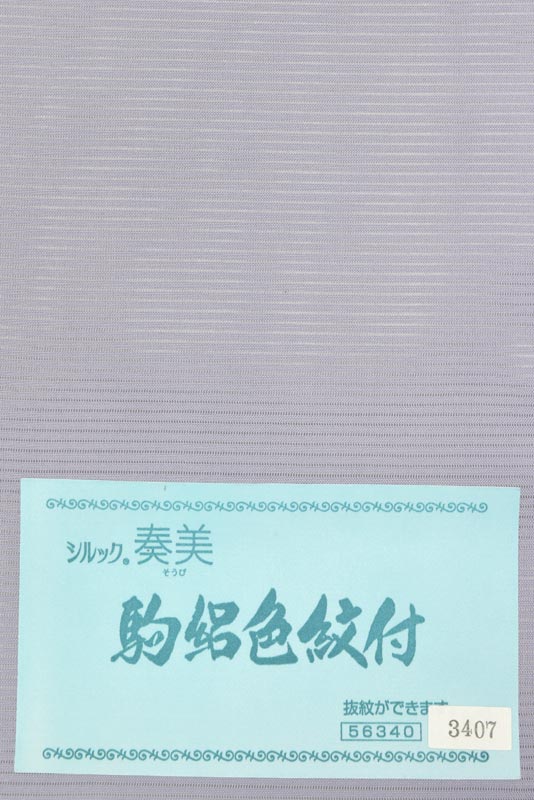 シルック®奏美
そうび
駒絽色紋付
抜紋ができます
56340
3407